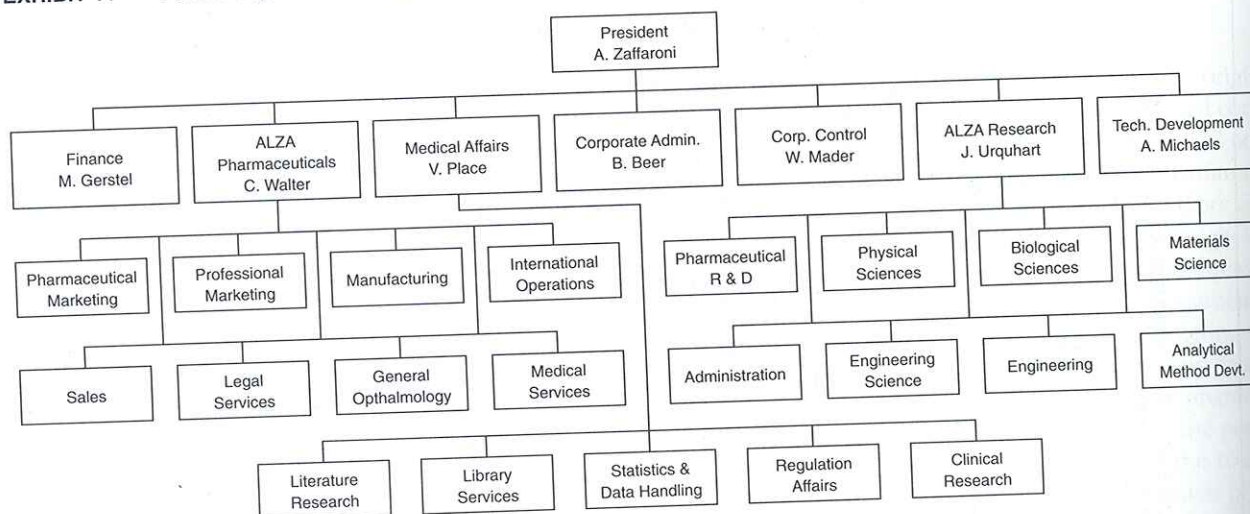 President
A. Zaffaroni
Finance
M. Gerstel
ALZA
Pharmaceuticals
C. Walter
Medical Affairs
V. Place
Corporate Admin.
B. Beer
Corp. Control
W. Mader
ALZA Research
J. Urquhart
Tech. Development
A. Michaels
Pharmaceutical
Marketing
Professional
Marketing
Manufacturing
International
Operations
Pharmaceutical
R & D
Physical
Sciences
Biological
Sciences
Materials
Science
Sales
Legal
Services
General
Opthalmology
Medical
Services
Administration
Engineering
Science
Engineering
Analytical
Method Devt.
Literature
Research
Library
Services
Statistics &
Data Handling
Regulation
Affairs
Clinical
Research